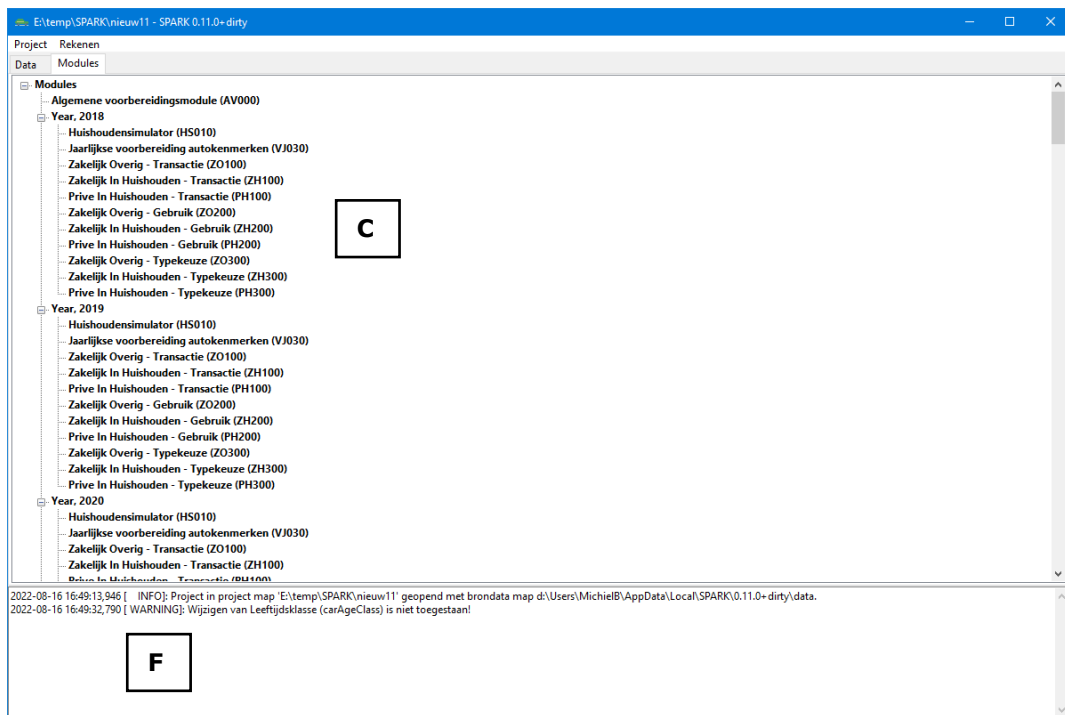 E:\temp\SPARK\nieuw11 - SPARK 0.11.0+dirty
Project Rekenen
Data Modules
Modules
Algemene voorbereidingsmodule (AV000)
Year, 2018
Huishoudensimulator (HS010)
Jaarlijkse voorbereiding autokenmerken (VJ030)
Zakelijk Overig - Transactie (ZO100)
Zakelijk In Huishouden - Transactie (ZH100)
Prive In Huishouden - Transactie (PH100)
Zakelijk Overig - Gebruik (ZO200)
Zakelijk In Huishouden - Gebruik (ZH200)
Prive In Huishouden - Gebruik (PH200)
Zakelijk Overig - Typekeuze (ZO300)
Zakelijk In Huishouden - Typekeuze (ZH300)
Prive In Huishouden - Typekeuze (PH300)
C
Year, 2019
Huishoudensimulator (HS010)
Jaarlijkse voorbereiding autokenmerken (VJ030)
Zakelijk Overig - Transactie (ZO100)
Zakelijk In Huishouden - Transactie (ZH100)
Prive In Huishouden - Transactie (PH100)
Zakelijk Overig - Gebruik (ZO200)
Zakelijk In Huishouden - Gebruik (ZH200)
Prive In Huishouden - Gebruik (PH200)
Zakelijk Overig - Typekeuze (ZO300)
Zakelijk In Huishouden - Typekeuze (ZH300)
Prive In Huishouden - Typekeuze (PH300)
Year, 2020
Huishoudensimulator (HS010)
Jaarlijkse voorbereiding autokenmerken (VJ030)
Zakelijk Overig - Transactie (ZO100)
Zakelijk In Huishouden - Transactie (ZH100)
Prive In Huishouden - Transactie (PH100)
2022-08-16 16:49:13,946 [ INFO]: Project in project map 'E:\temp\SPARK\nieuw11' geopend met brondata map d:\Users\MichielB\AppData\Local\SPARK\0.11.0+dirty\data.
2022-08-16 16:49:32,790 [ WARNING]: Wijzigen van Leeftijdsklasse (carAgeClass) is niet toegestaan!
F